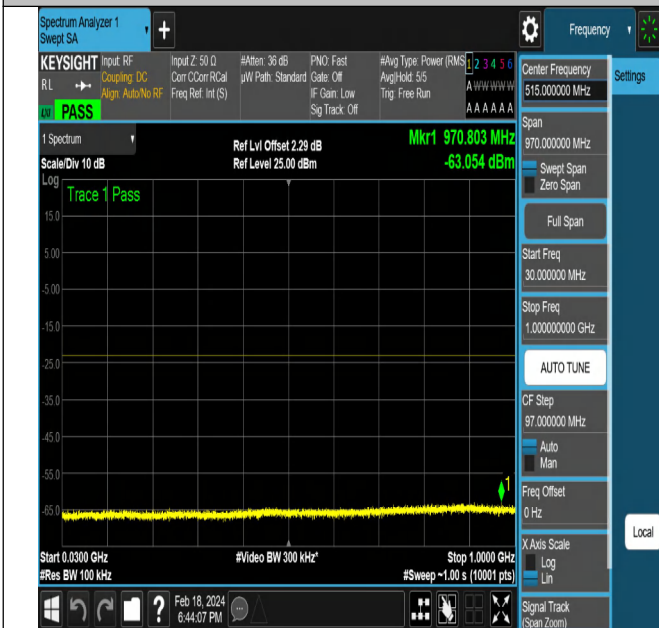 Spectrum Analyzer 1
Swept SA
+
Frequency
KEYSIGHT
RL
PASS
Input: RF
Coupling: DC
Align: Auto/No RF
Input Z: 50 Ω
Corr CCorr RCal
Freq Ref: Int (S)
#Atten: 36 dB
µW Path: Standard
PNO: Fast
Gate: Off
IF Gain: Low
Sig Track: Off
#Avg Type: Power (RMS
Avg|Hold: 5/5
Trig: Free Run
1 2 3 4 5 6
A W W W W W
A A A A A A
1 Spectrum
Scale/Div 10 dB
Ref Lvl Offset 2.29 dB
Ref Level 25.00 dBm
Mkr1 970.803 MHz
-63.054 dBm
Log
Trace 1 Pass
15.0
5.00
-5.00
-15.0
-25.0
-35.0
-45.0
-55.0
-65.0
1
Start 0.0300 GHz
#Res BW 100 kHz
#Video BW 300 kHz*
Stop 1.0000 GHz
#Sweep ~1.00 s (10001 pts)
?
Feb 18, 2024
6:44:07 PM
Center Frequency
515.000000 MHz
Span
970.000000 MHz
Swept Span
Zero Span
Full Span
Start Freq
30.000000 MHz
Stop Freq
1.000000000 GHz
AUTO TUNE
CF Step
97.000000 MHz
Auto
Man
Freq Offset
0 Hz
X Axis Scale
Log
Lin
Signal Track
(Span Zoom)
Settings
Local